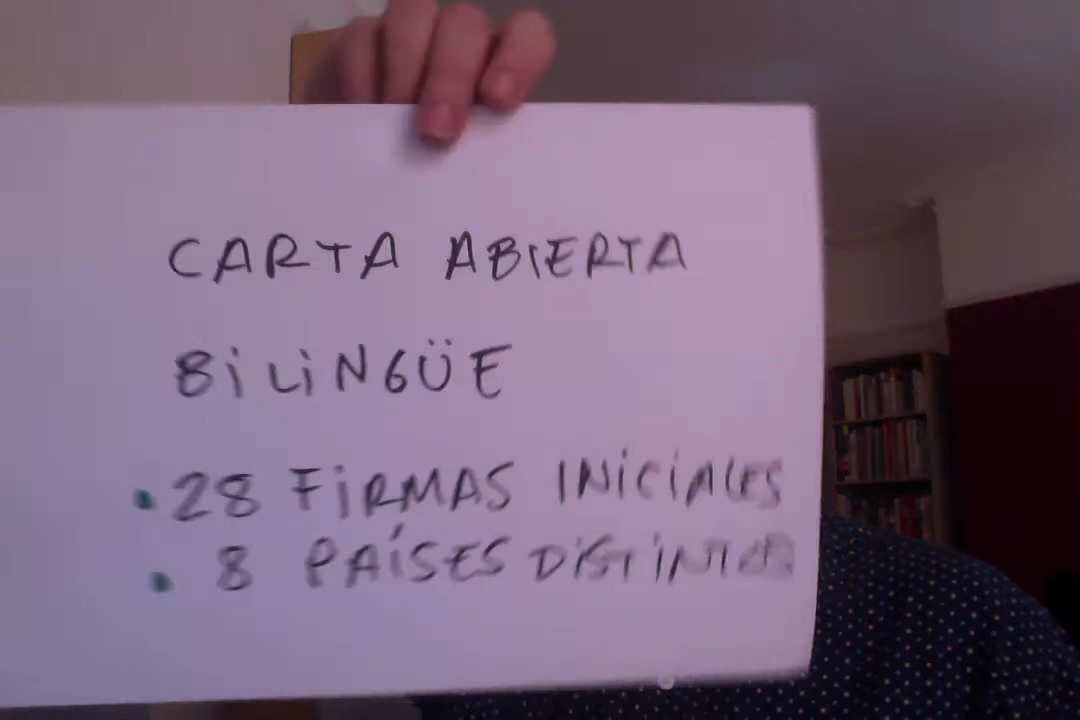 CARTA ABIERTA
BILINGÜE
• 28 FIRMAS INICIALES
• 8 PAÍSES DISTINTOS